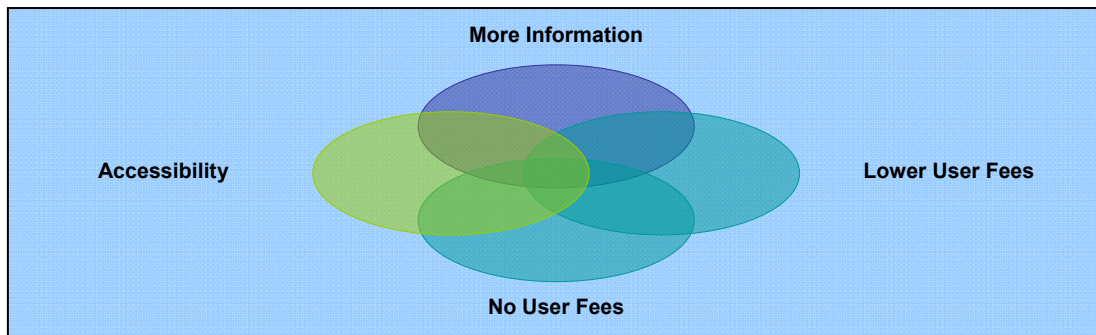 More Information
Accessibility
Lower User Fees
No User Fees